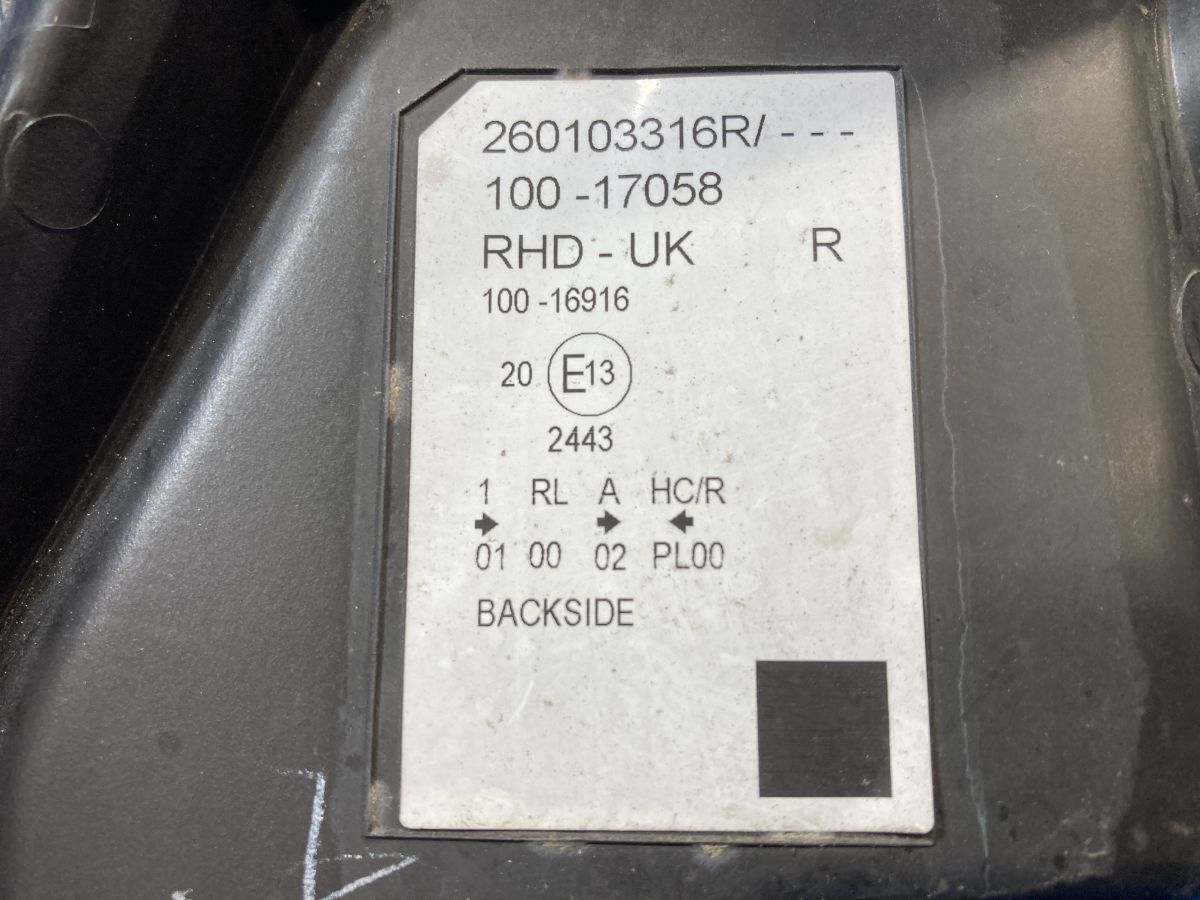 260103316R/ - - -
100 -17058
RHD - UK R
100 -16916
20 E13
2443
1 RL A HC/R
➡ ➡ ⬅
01 00 02 PL00
BACKSIDE